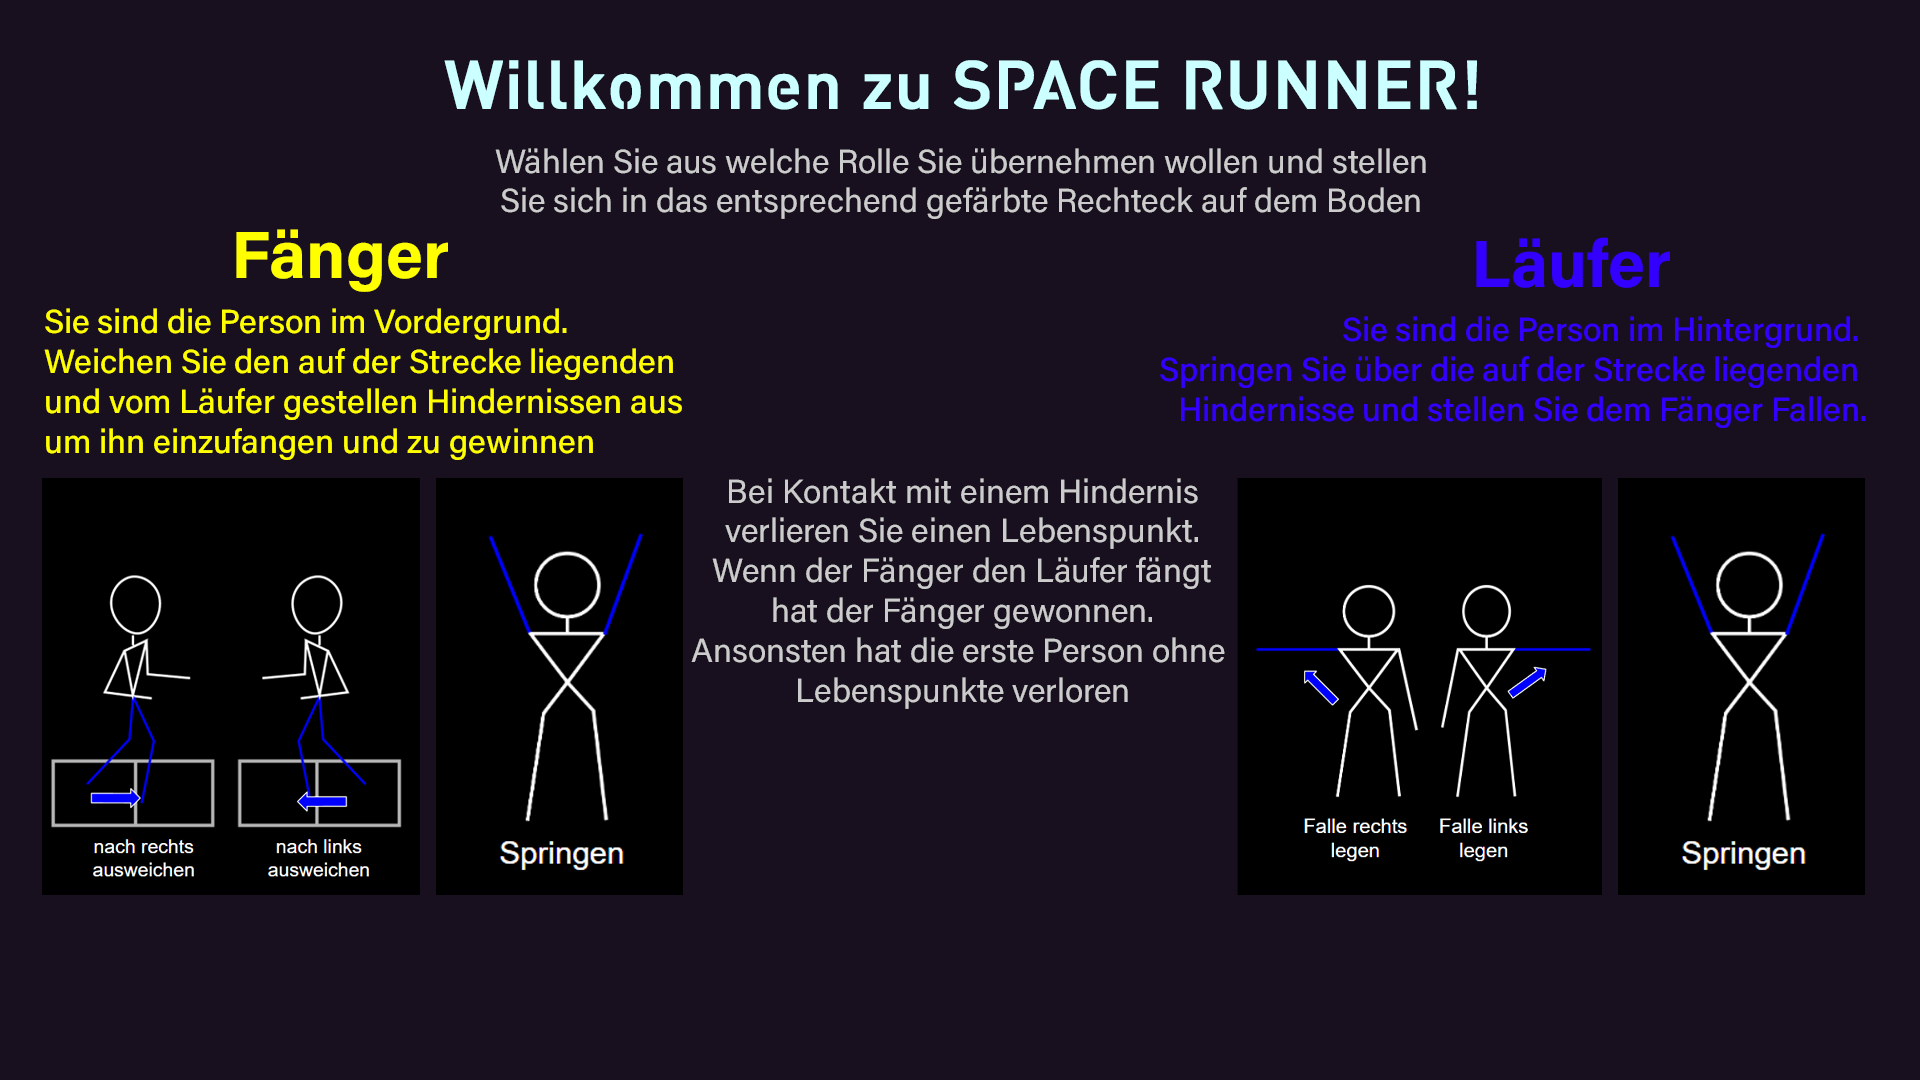 Willkommen zu SPACE RUNNER!
Wählen Sie aus welche Rolle Sie übernehmen wollen und stellen
Sie sich in das entsprechend gefärbte Rechteck auf dem Boden
Fänger
Sie sind die Person im Vordergrund.
Weichen Sie den auf der Strecke liegenden
und vom Läufer gestellen Hindernissen aus
um ihn einzufangen und zu gewinnen
nach rechts
ausweichen
nach links
ausweichen
Springen
Bei Kontakt mit einem Hindernis
verlieren Sie einen Lebenspunkt.
Wenn der Fänger den Läufer fängt
hat der Fänger gewonnen.
Ansonsten hat die erste Person ohne
Lebenspunkte verloren
Läufer
Sie sind die Person im Hintergrund.
Springen Sie über die auf der Strecke liegenden
Hindernisse und stellen Sie dem Fänger Fallen.
Falle rechts
legen
Falle links
legen
Springen